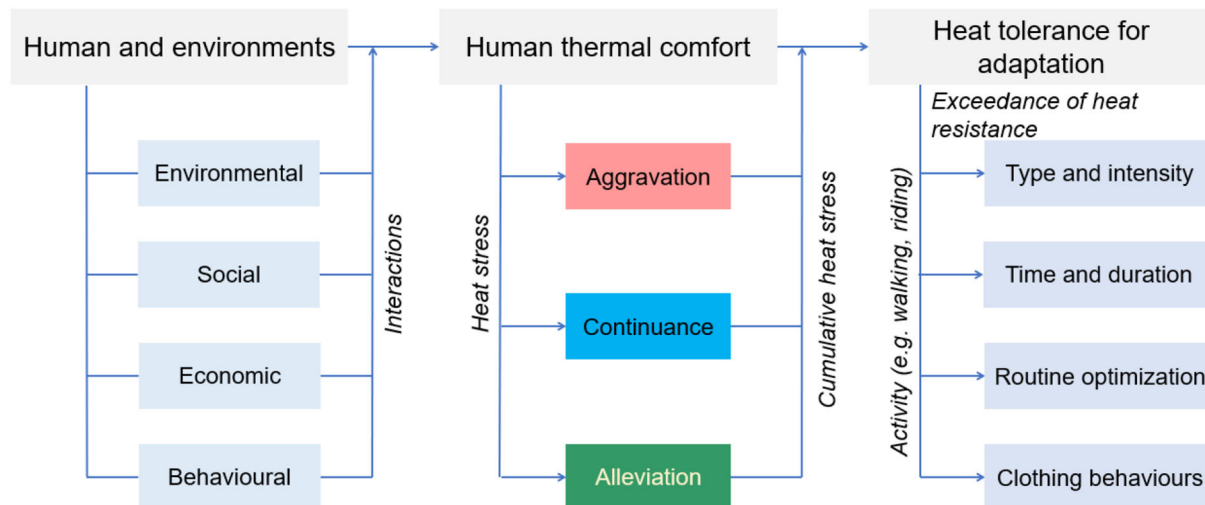 Human and environments
Environmental
Social
Economic
Behavioural
Interactions
Human thermal comfort
Heat stress
Aggravation
Continuance
Alleviation
Cumulative heat stress
Heat tolerance for
adaptation
Exceedance of heat
resistance
Activity (e.g. walking, riding)
Type and intensity
Time and duration
Routine optimization
Clothing behaviours